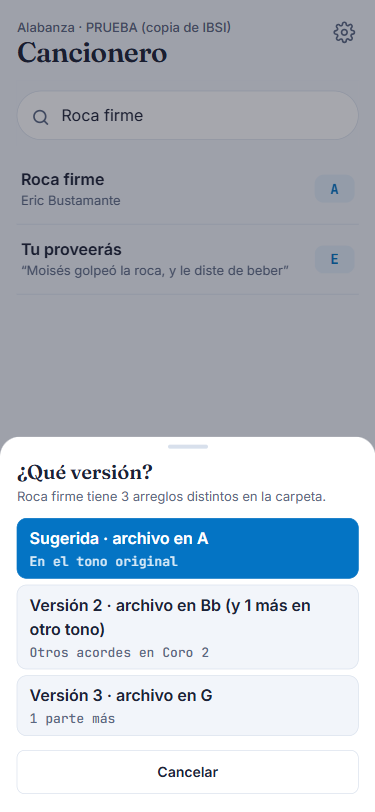 Alabanza · PRUEBA (copia de IBSI)
Cancionero
Roca firme
Roca firme
Eric Bustamante
A
Tu proveerás
“Moisés golpeó la roca, y le diste de beber”
E
¿Qué versión?
Roca firme tiene 3 arreglos distintos en la carpeta.
Sugerida · archivo en A
En el tono original
Versión 2 · archivo en Bb (y 1 más en
otro tono)
Otros acordes en Coro 2
Versión 3 · archivo en G
1 parte más
Cancelar